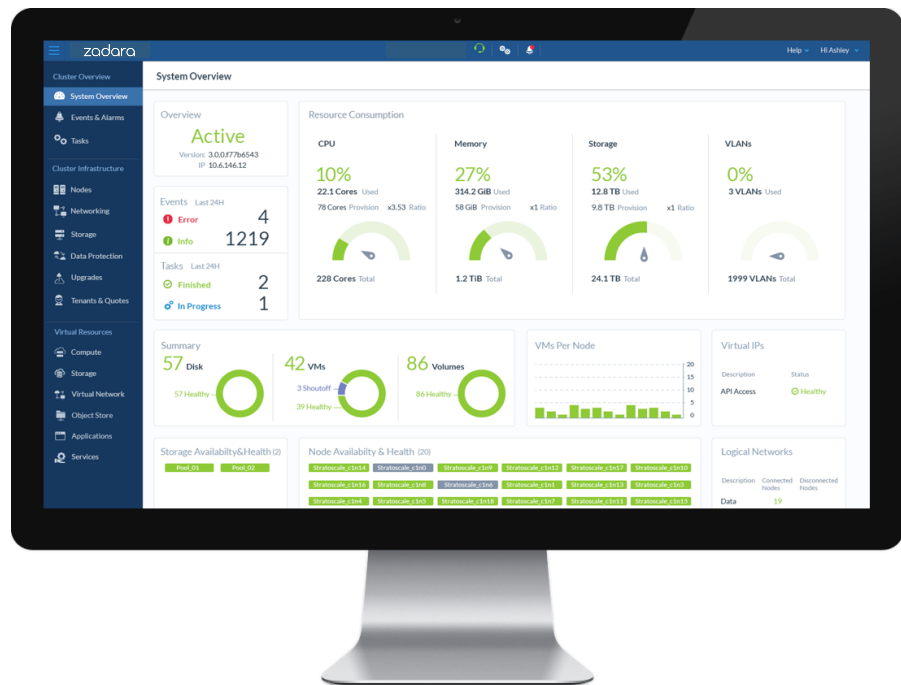 zadara
Help
Hi Ashley
Cluster Overview
System Overview
Events & Alarms
Tasks
Cluster Infrastructure
Nodes
Networking
Storage
Data Protection
Upgrades
Tenants & Quotes
Virtual Resources
Compute
Storage
Virtual Network
Object Store
Applications
Services
System Overview
Overview
Active
Version: 3.0.0.f77b6543
IP 10.6.146.12
Events Last 24H
Error 4
Info 1219
Tasks Last 24H
Finished 2
In Progress 1
Resource Consumption
CPU
10%
22.1 Cores Used
78 Cores Provision x3.53 Ratio
228 Cores Total
Memory
27%
314.2 GiB Used
58 GiB Provision x1 Ratio
1.2 TiB Total
Storage
53%
12.8 TB Used
9.8 TB Provision x1 Ratio
24.1 TB Total
VLANs
0%
3 VLANs Used
1999 VLANs Total
Summary
57 Disk
57 Healthy
42 VMs
3 Shoutoff
39 Healthy
86 Volumes
86 Healthy
VMs Per Node
20
15
10
5
0
Virtual IPs
Description Status
API Access Healthy
Storage Availabilty&Health (2)
Pool_01 Pool_02
Node Availabilty & Health (20)
Stratoscale_c1n14 Stratoscale_c1n0 Stratoscale_c1n9 Stratoscale_c1n12 Stratoscale_c1n17 Stratoscale_c1n10
Stratoscale_c1n16 Stratoscale_c1n8 Stratoscale_c1n6 Stratoscale_c1n1 Stratoscale_c1n13 Stratoscale_c1n3
Stratoscale_c1n4 Stratoscale_c1n5 Stratoscale_c1n18 Stratoscale_c1n7 Stratoscale_c1n11 Stratoscale_c1n15
Logical Networks
Description Connected Disconnected
Nodes Nodes
Data 19